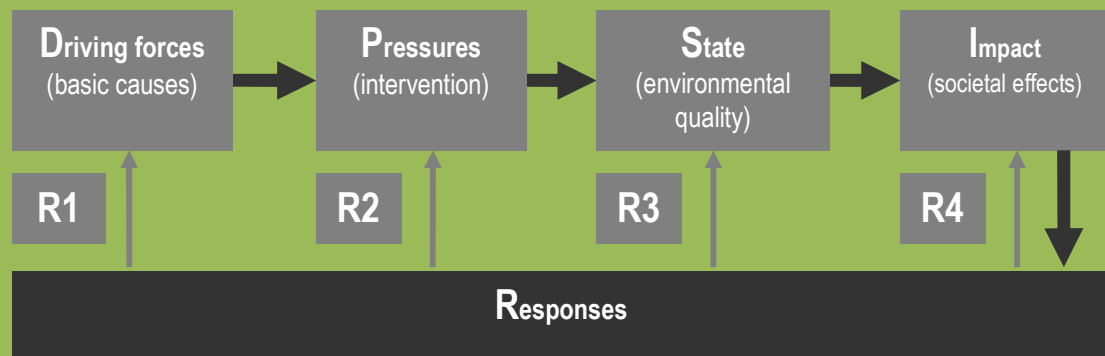 Driving forces
(basic causes)
Pressures
(intervention)
State
(environmental
quality)
Impact
(societal effects)
R1
R2
R3
R4
Responses